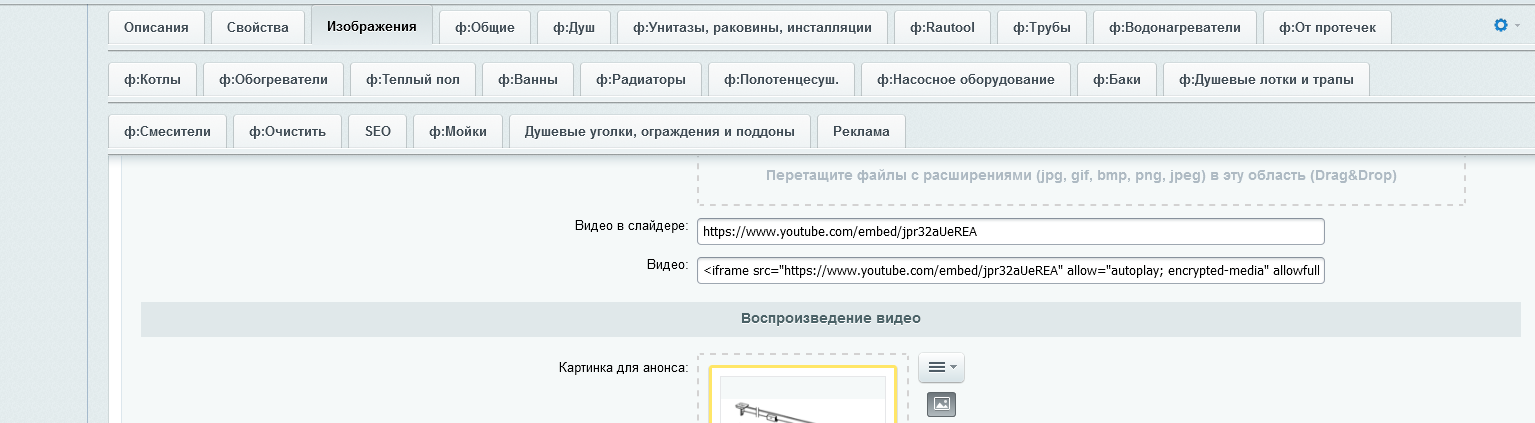 Описания Свойства Изображения ф:Общие ф:Душ ф:Унитазы, раковины, инсталляции ф:Rautool ф:Трубы ф:Водонагреватели ф:От протечек
ф:Котлы ф:Обогреватели ф:Теплый пол ф:Ванны ф:Радиаторы ф:Полотенцесуш. ф:Насосное оборудование ф:Баки ф:Душевые лотки и трапы
ф:Смесители ф:Очистить SEO ф:Мойки Душевые уголки, ограждения и поддоны Реклама
Перетащите файлы с расширениями (jpg, gif, bmp, png, jpeg) в эту область (Drag&Drop)
Видео в слайдере: https://www.youtube.com/embed/jpr32aUeREA
Видео: <iframe src="https://www.youtube.com/embed/jpr32aUeREA" allow="autoplay; encrypted-media" allowfull
Воспроизведение видео
Картинка для анонса: